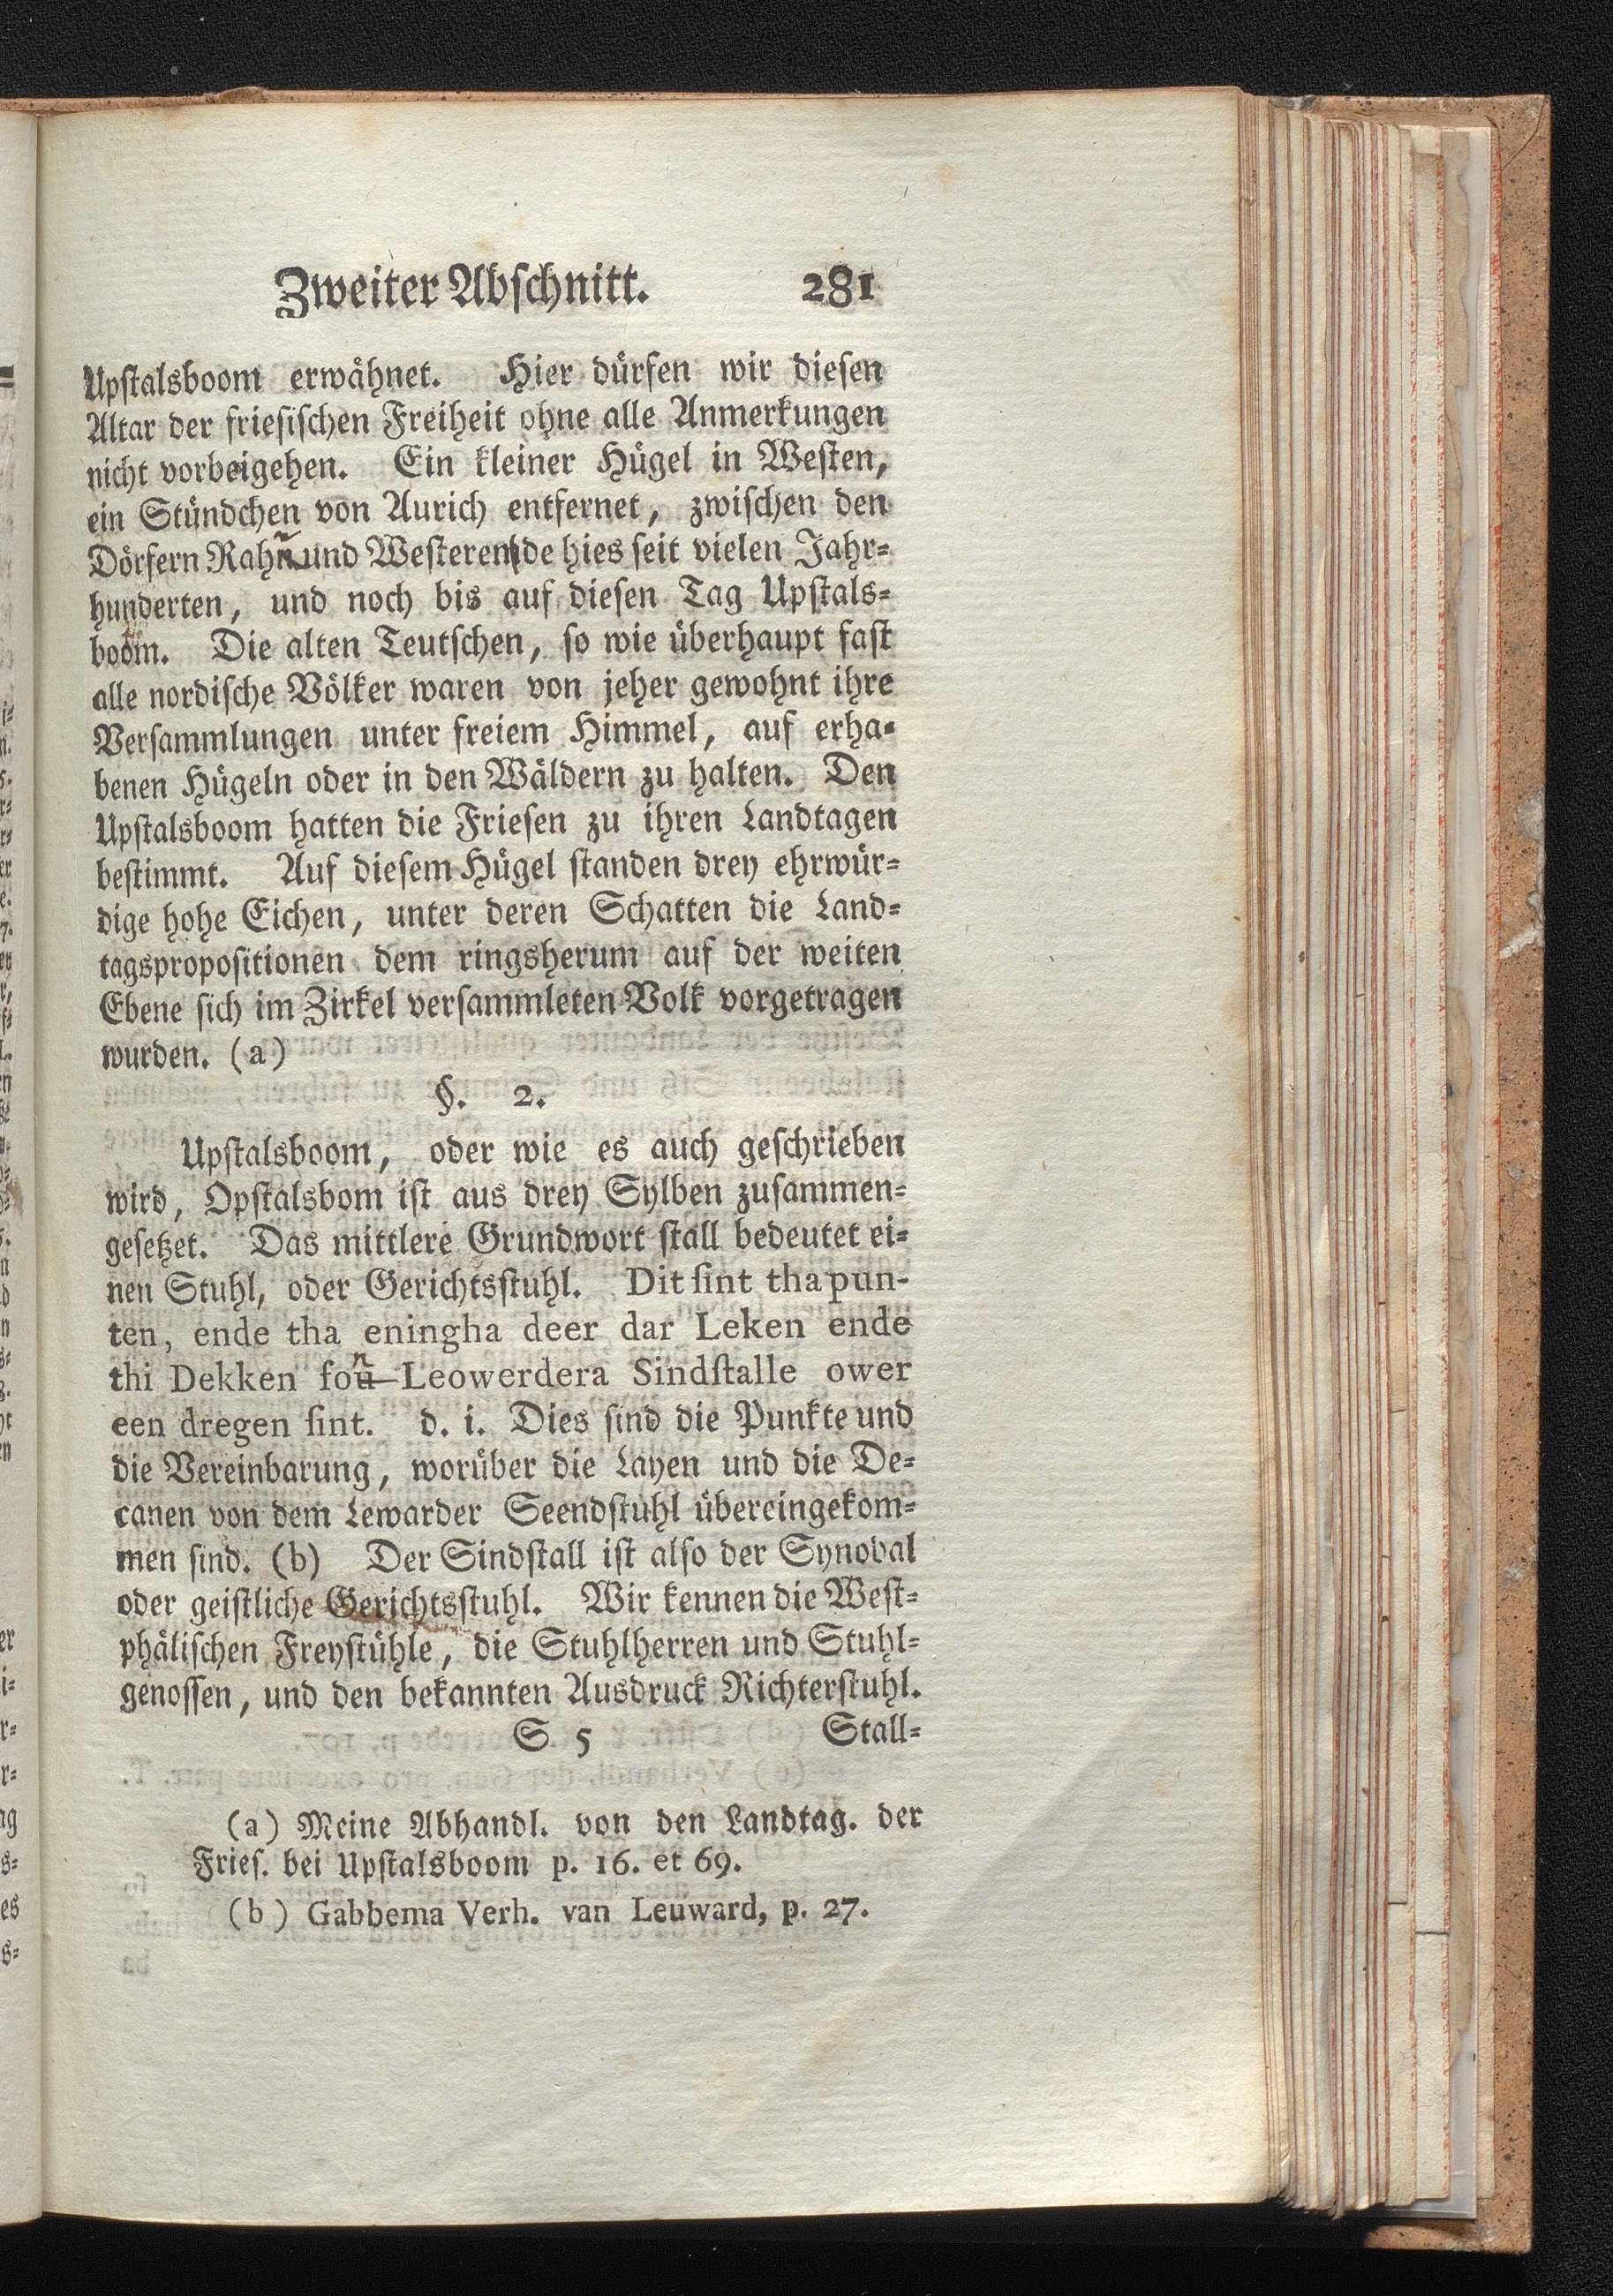 Zweiter Abschnitt. 281
Upstalsboom erwähnet. Hier dürfen wir diesen
Altar der friesischen Freiheit ohne alle Anmerkungen
nicht vorbeigehen. Ein kleiner Hügel in Westen,
ein Stündchen von Aurich entfernet, zwischen den
Dörfern und Westerende hies seit vielen Jahr-
hunderten, und noch bis auf diesen Tag Upstals-
boom. Die alten Teutschen, so wie überhaupt fast
alle nordische Völker waren von jeher gewohnt ihre
Versammlungen unter freiem Himmel, auf erha-
benen Hügeln oder in den Wäldern zu halten. Den
Upstalsboom hatten die Friesen zu ihren Landtagen
bestimmt. Auf diesem Hügel standen drey ehrwür-
dige hohe Eichen, unter deren Schatten die Land-
tagspropositionen dem ringsherum auf der weiten
Ebene sich im Zirkel versammleten Volk vorgetragen
wurden. (a)
§. 2.
Upstalsboom, oder wie es auch geschrieben
wird, Opstalsbom ist aus drey Sylben zusammen-
gesetzet. Das mittlere Grundwort stall bedeutet ei-
nen Stuhl, oder Gerichtsstuhl. Dit sint tha pun-
ten, ende tha eningha deer dar Leken ende
thi Dekken fon Leowerdera Sindstalle ower
een dregen sint. d. i. Dies sind die Punkte und
die Vereinbarung, worüber die Layen und die De-
canen von dem Lewarder Seendstuhl übereingekom-
men sind. (b) Der Sindstall ist also der Synodal
oder geistliche Gerichtsstuhl. Wir kennen die West-
phälischen Freystühle, die Stuhlherren und Stuhl-
genossen, und den bekannten Ausdruck Richterstuhl.
S 5 Stall-
(a) Meine Abhandl. von den Landtag. der
Fries. bei Upstalsboom p. 16. et 69.
(b) Gabbema Verh. van Leuward, p. 27.